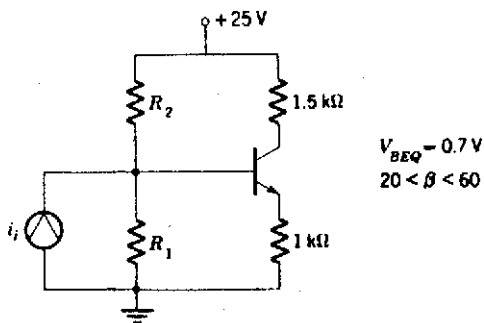 +25 V
R₂
1.5 kΩ
V_BEQ = 0.7 V
20 < β < 60
i_i
R₁
1 kΩ